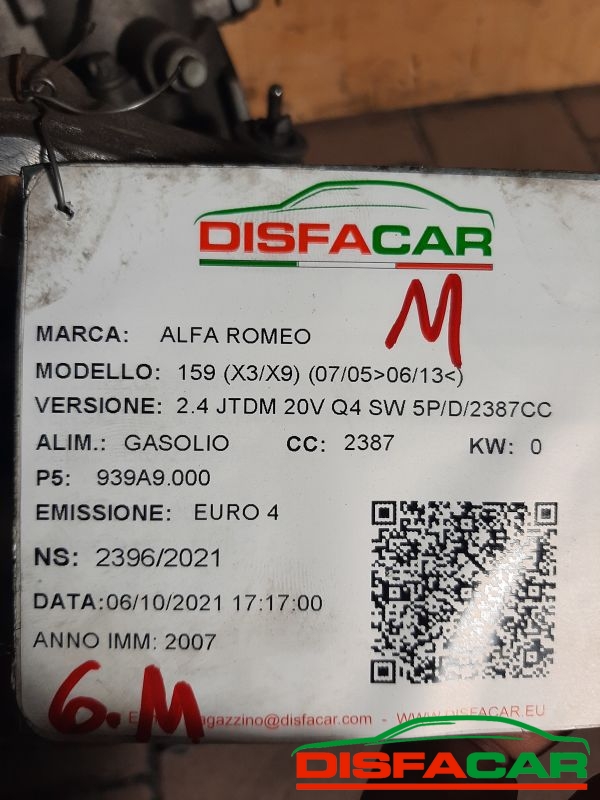 DISFACAR
M
MARCA: ALFA ROMEO
MODELLO: 159 (X3/X9) (07/05>06/13<)
VERSIONE: 2.4 JTDM 20V Q4 SW 5P/D/2387CC
ALIM.: GASOLIO CC: 2387 KW: 0
P5: 939A9.000
EMISSIONE: EURO 4
NS: 2396/2021
DATA:06/10/2021 17:17:00
ANNO IMM: 2007
6.M
agazzino@disfacar.com - WWW.DISFACAR.EU
DISFACAR